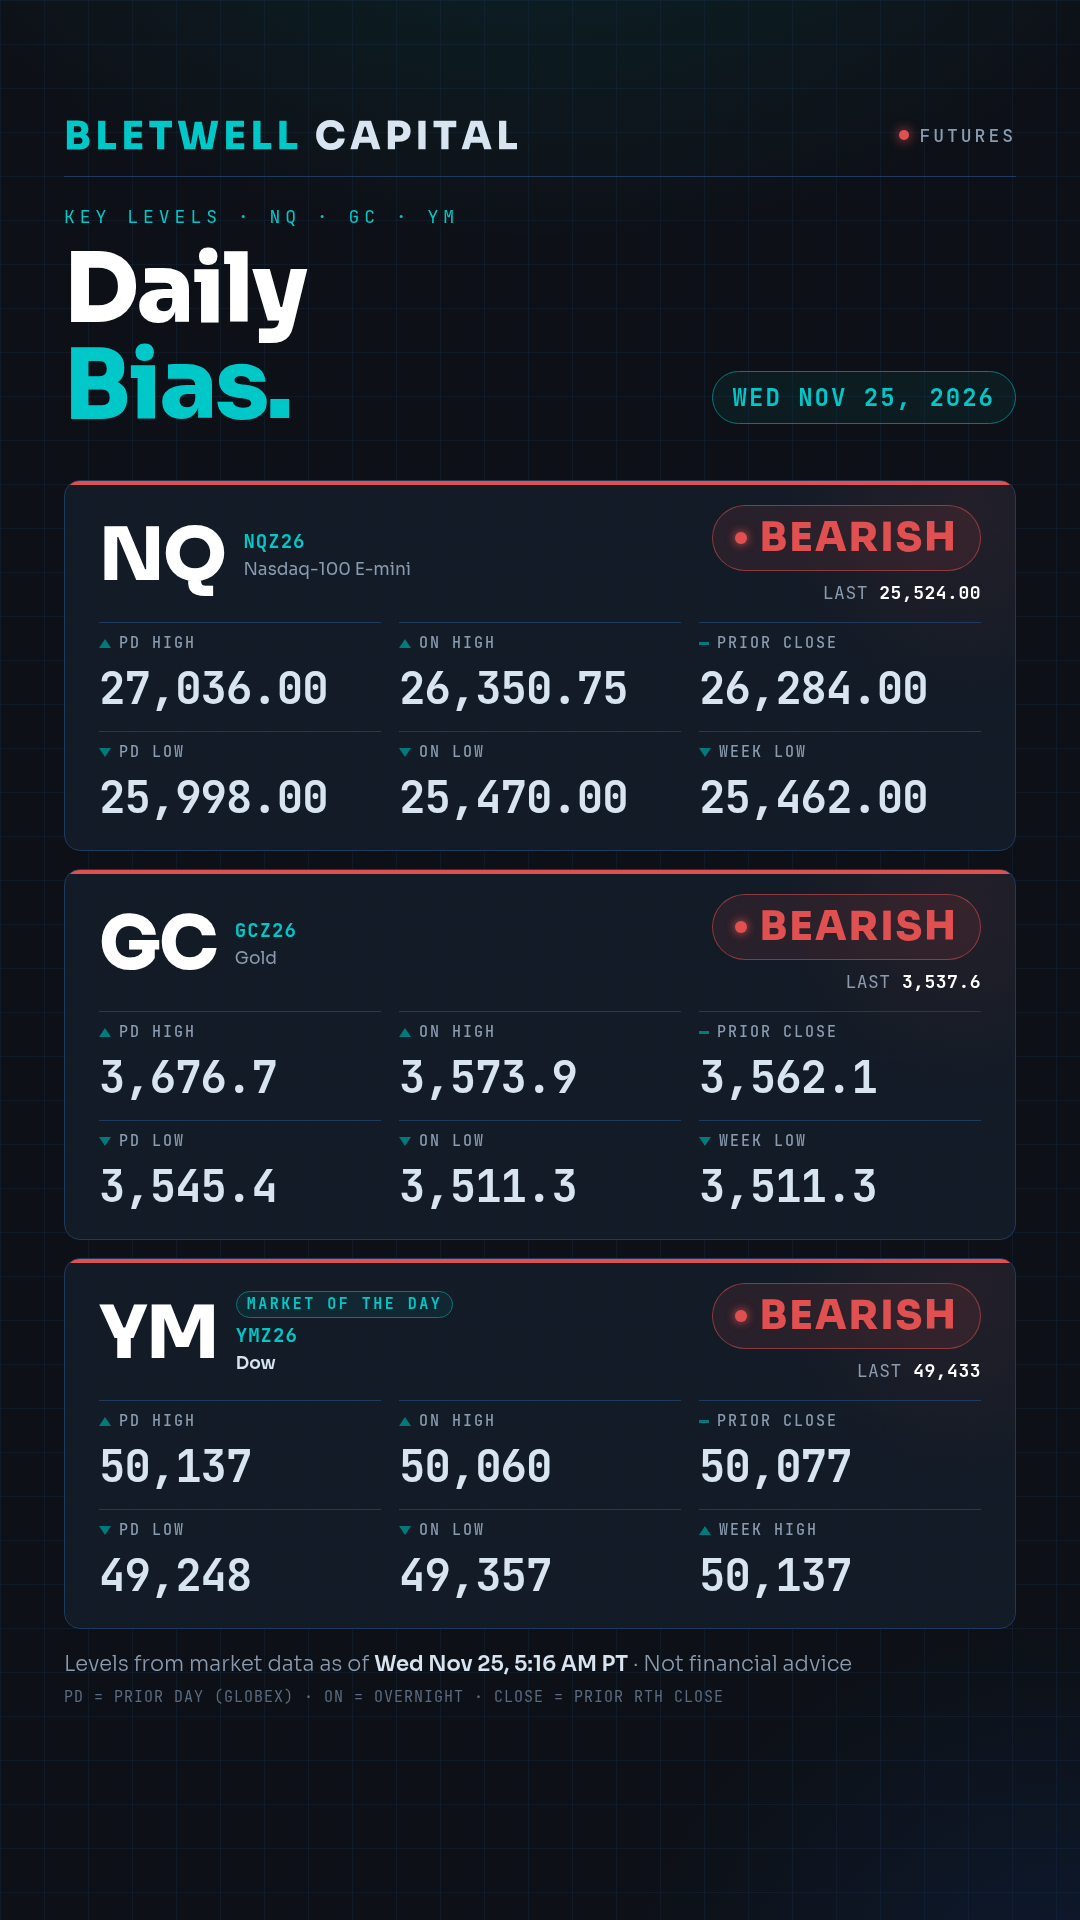 BLETWELL CAPITAL
FUTURES
KEY LEVELS · NQ · GC · YM
Daily
Bias.
WED NOV 25, 2026
NQ
NQZ26
Nasdaq-100 E-mini
BEARISH
LAST 25,524.00
PD HIGH
27,036.00
ON HIGH
26,350.75
PRIOR CLOSE
26,284.00
PD LOW
25,998.00
ON LOW
25,470.00
WEEK LOW
25,462.00
GC
GCZ26
Gold
BEARISH
LAST 3,537.6
PD HIGH
3,676.7
ON HIGH
3,573.9
PRIOR CLOSE
3,562.1
PD LOW
3,545.4
ON LOW
3,511.3
WEEK LOW
3,511.3
YM
MARKET OF THE DAY
YMZ26
Dow
BEARISH
LAST 49,433
PD HIGH
50,137
ON HIGH
50,060
PRIOR CLOSE
50,077
PD LOW
49,248
ON LOW
49,357
WEEK HIGH
50,137
Levels from market data as of Wed Nov 25, 5:16 AM PT · Not financial advice
PD = PRIOR DAY (GLOBEX) · ON = OVERNIGHT · CLOSE = PRIOR RTH CLOSE